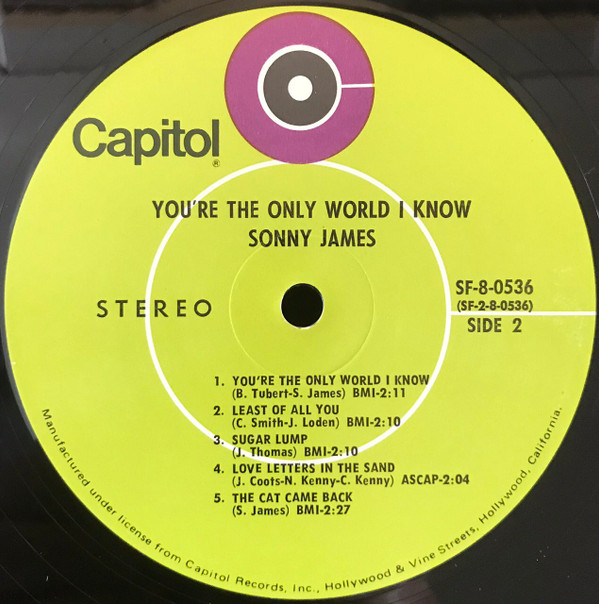 Capitol®
YOU'RE THE ONLY WORLD I KNOW
SONNY JAMES
STEREO
SF-8-0536
(SF-2-8-0536)
SIDE 2
1. YOU'RE THE ONLY WORLD I KNOW
(B. Tubert-S. James) BMI-2:11
2. LEAST OF ALL YOU
(C. Smith-J. Loden) BMI-2:10
3. SUGAR LUMP
(J. Thomas) BMI-2:10
4. LOVE LETTERS IN THE SAND
(J. Coots-N. Kenny-C. Kenny) ASCAP-2:04
5. THE CAT CAME BACK
(S. James) BMI-2:27
Manufactured under license from Capitol Records, Inc., Hollywood & Vine Streets, Hollywood, California.